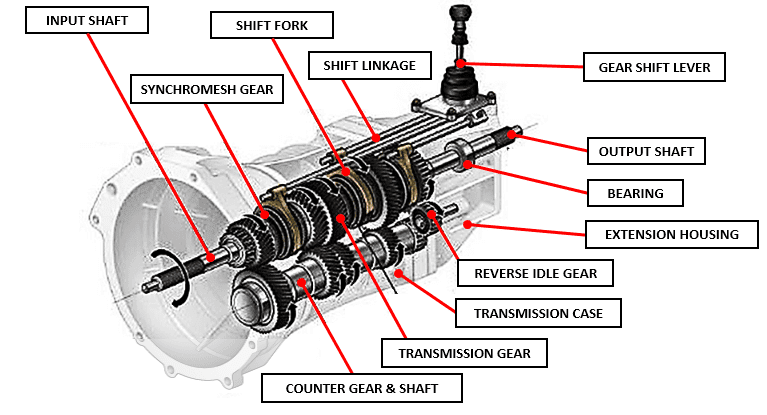 INPUT SHAFT
SHIFT FORK
SHIFT LINKAGE
GEAR SHIFT LEVER
SYNCHROMESH GEAR
OUTPUT SHAFT
BEARING
EXTENSION HOUSING
REVERSE IDLE GEAR
TRANSMISSION CASE
TRANSMISSION GEAR
COUNTER GEAR & SHAFT